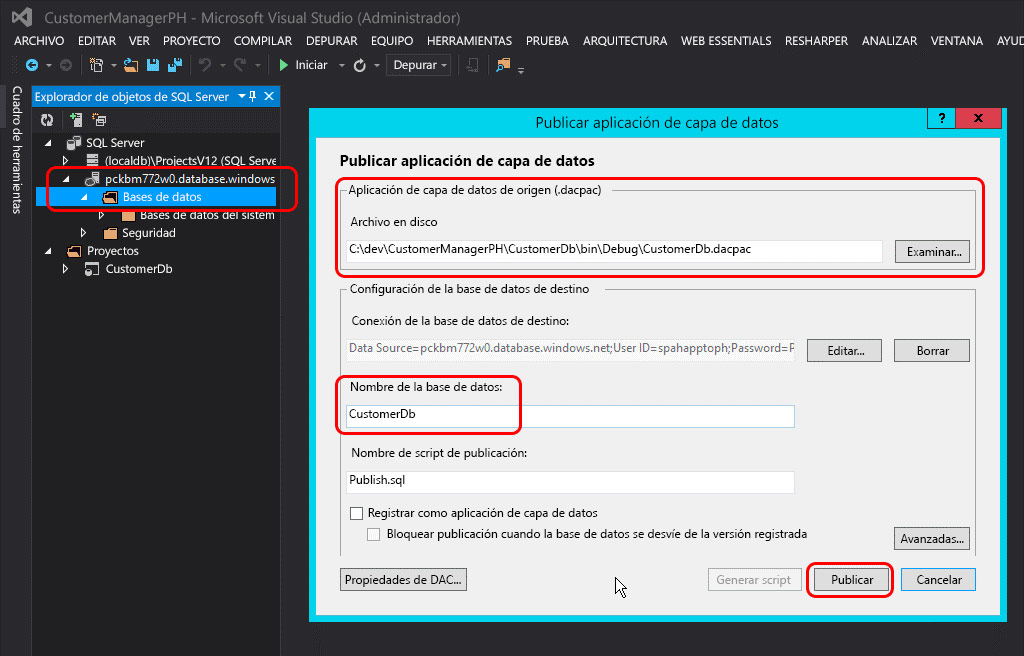 CustomerManagerPH - Microsoft Visual Studio (Administrador)
ARCHIVO EDITAR VER PROYECTO COMPILAR DEPURAR EQUIPO HERRAMIENTAS PRUEBA ARQUITECTURA WEB ESSENTIALS RESHARPER ANALIZAR VENTANA AYUD
Iniciar Depurar
Cuadro de herramientas
Explorador de objetos de SQL Server
SQL Server
(localdb)\ProjectsV12 (SQL Serve
pckbm772w0.database.windows
Bases de datos
Bases de datos del sistem
Seguridad
Proyectos
CustomerDb
Publicar aplicación de capa de datos
? X
Publicar aplicación de capa de datos
Aplicación de capa de datos de origen (.dacpac)
Archivo en disco
C:\dev\CustomerManagerPH\CustomerDb\bin\Debug\CustomerDb.dacpac
Examinar...
Configuración de la base de datos de destino
Conexión de la base de datos de destino:
Data Source=pckbm772w0.database.windows.net;User ID=spahapptoph;Password=P
Editar...
Borrar
Nombre de la base de datos:
CustomerDb
Nombre de script de publicación:
Publish.sql
Registrar como aplicación de capa de datos
Bloquear publicación cuando la base de datos se desvíe de la versión registrada
Avanzadas...
Propiedades de DAC...
Generar script
Publicar
Cancelar